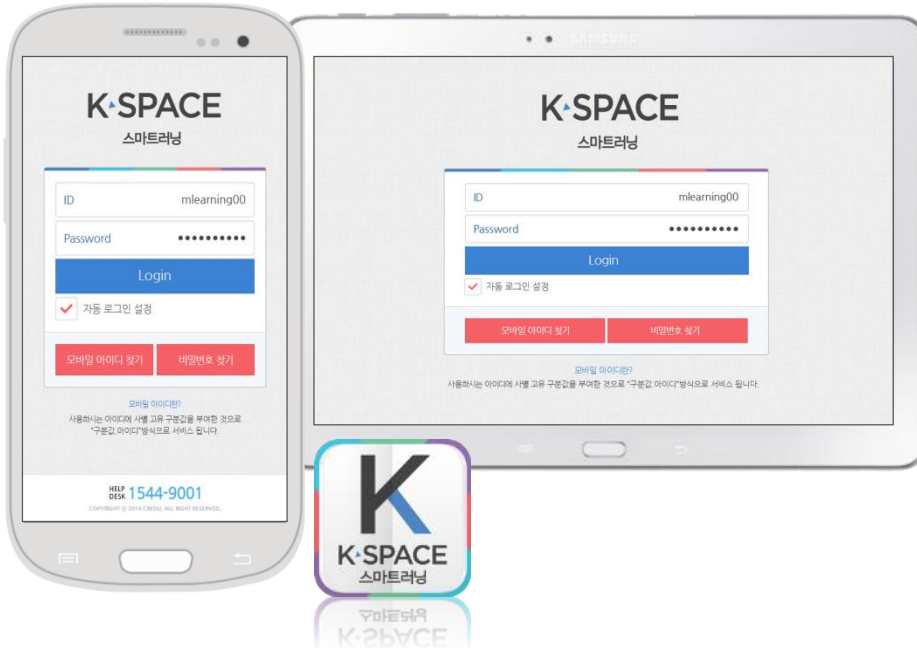 K SPACE
스마트러닝
ID mlearning00
Password ••••••••••
Login
자동 로그인 설정
모바일 아이디 찾기 비밀번호 찾기
모바일 아이디란?
사용하시는 아이디에 사별 고유 구분값을 부여한 것으로
"구분값.아이디"방식으로 서비스 됩니다.
HELP DESK 1544-9001
COPYRIGHT © 2014 CREDU, ALL RIGHT RESERVED.
SAMSUNG
K SPACE
스마트러닝
ID mlearning00
Password ••••••••••
Login
자동 로그인 설정
모바일 아이디 찾기 비밀번호 찾기
모바일 아이디란?
사용하시는 아이디에 사별 고유 구분값을 부여한 것으로 "구분값.아이디"방식으로 서비스 됩니다.
K
K SPACE
스마트러닝